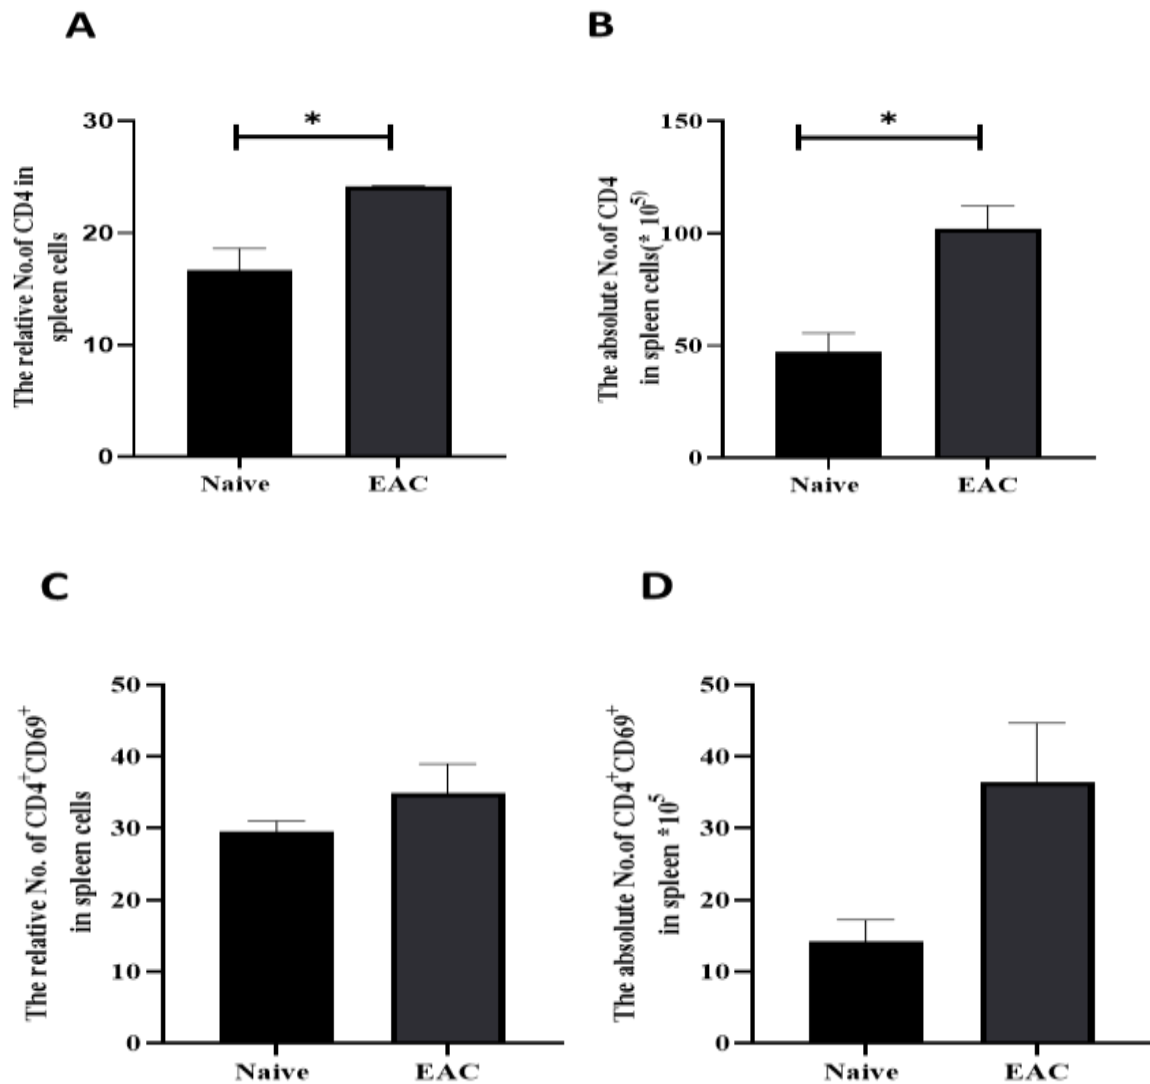 A
The relative No.of CD4 in
spleen cells
30
20
10
0
*
Naive
EAC
B
The absolute No.of CD4
in spleen cells(* 10⁵)
150
100
50
0
*
Naive
EAC
C
The relative No. of CD4⁺CD69⁺
in spleen cells
50
40
30
20
10
0
Naive
EAC
D
The absolute No.of CD4⁺CD69⁺
in spleen *10⁵
50
40
30
20
10
0
Naive
EAC